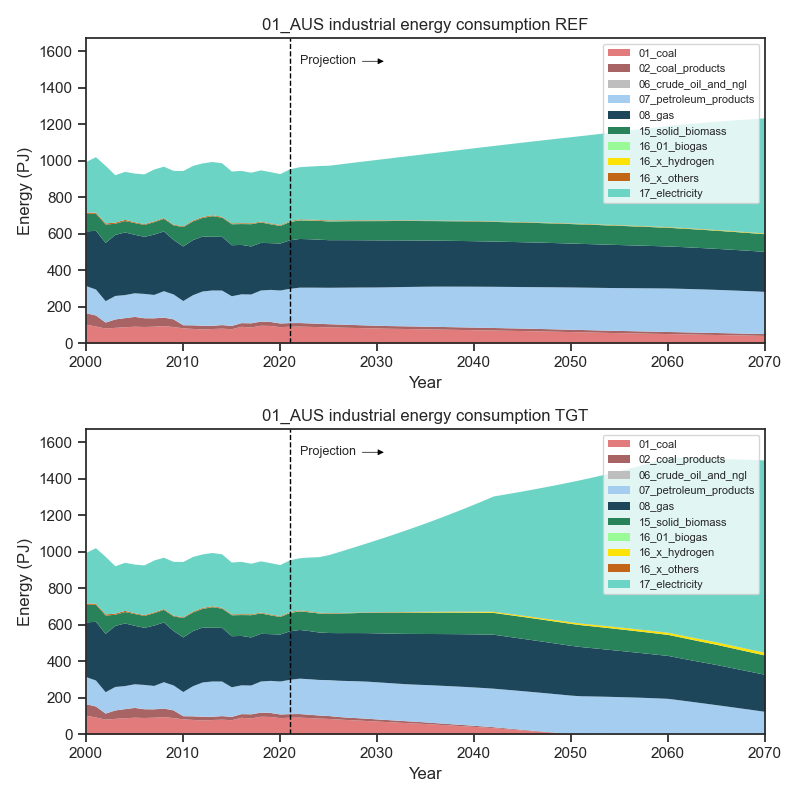 01_AUS industrial energy consumption REF
1600
1400
1200
1000
800
600
400
200
0
Energy (PJ)
Projection
01_coal
02_coal_products
06_crude_oil_and_ngl
07_petroleum_products
08_gas
15_solid_biomass
16_01_biogas
16_x_hydrogen
16_x_others
17_electricity
2000 2010 2020 2030 2040 2050 2060 2070
Year
01_AUS industrial energy consumption TGT
1600
1400
1200
1000
800
600
400
200
0
Energy (PJ)
Projection
01_coal
02_coal_products
06_crude_oil_and_ngl
07_petroleum_products
08_gas
15_solid_biomass
16_01_biogas
16_x_hydrogen
16_x_others
17_electricity
2000 2010 2020 2030 2040 2050 2060 2070
Year